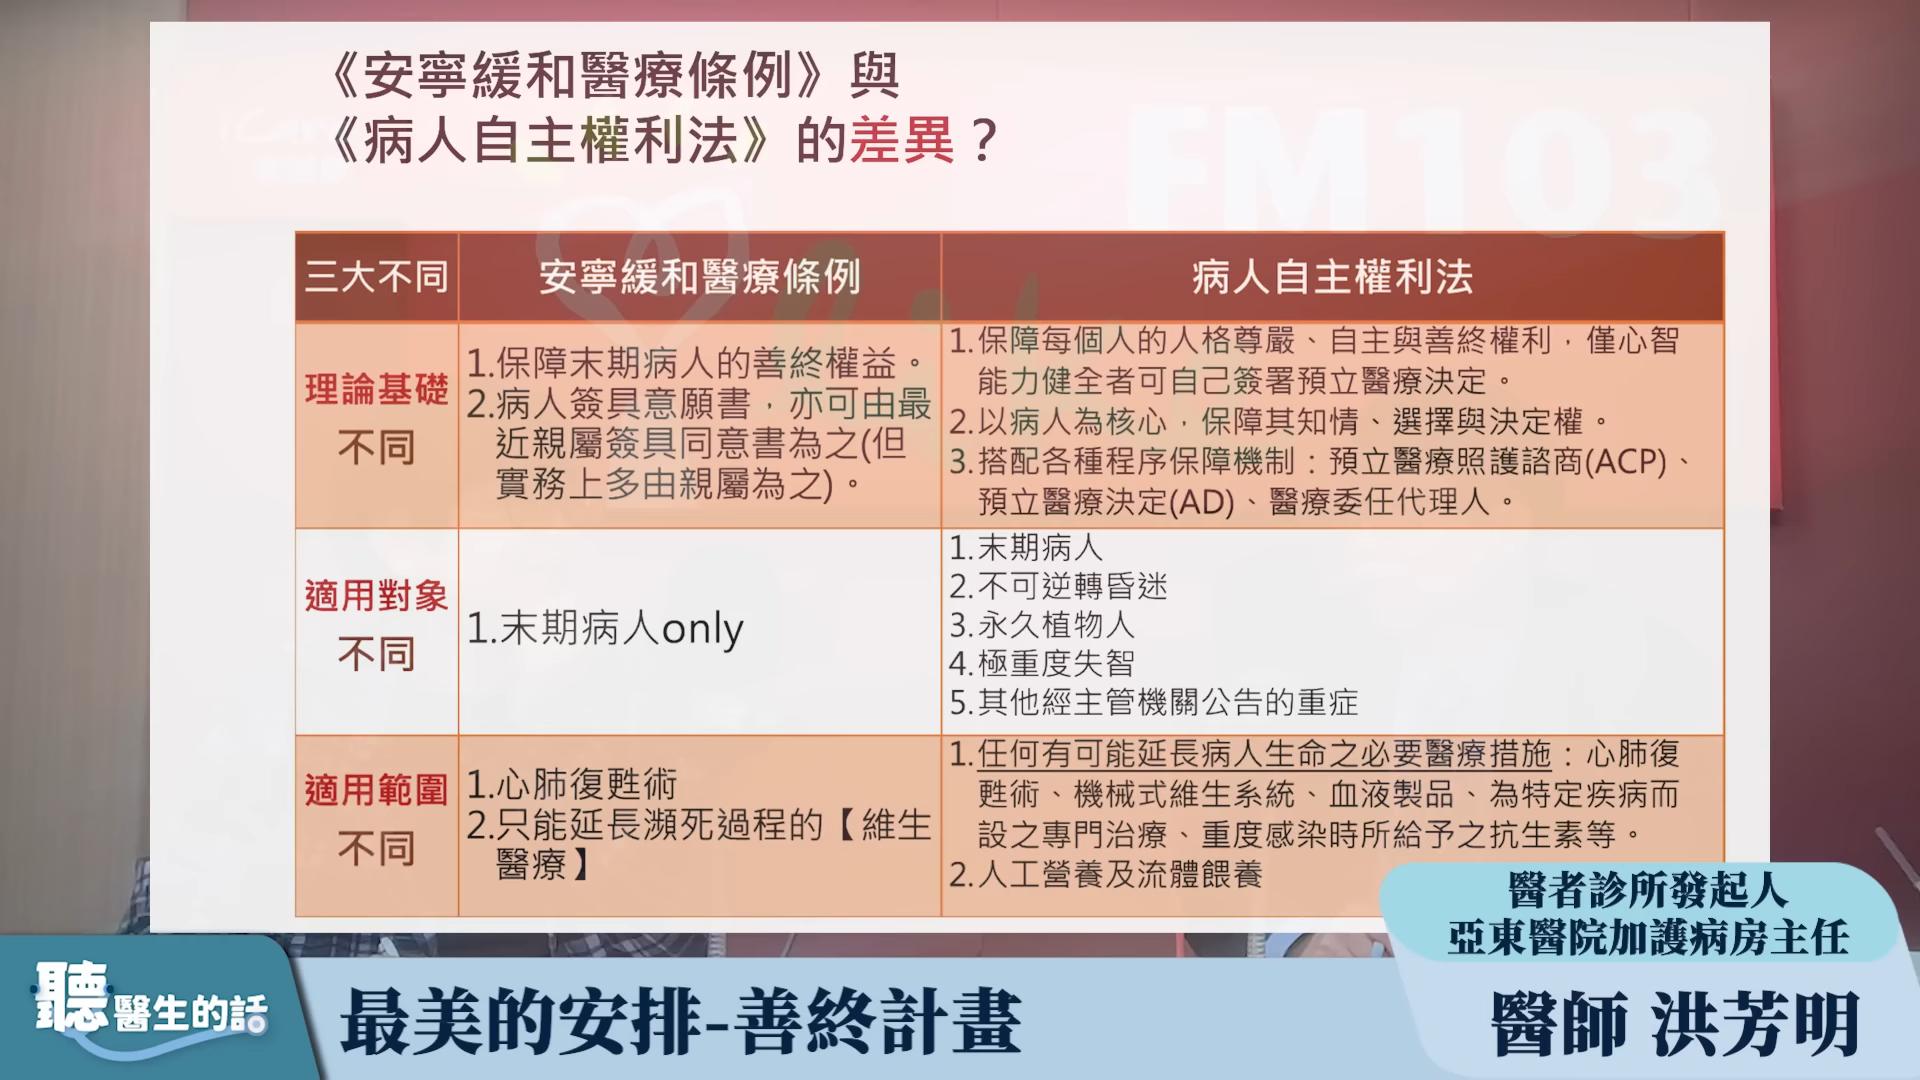 《安寧緩和醫療條例》與
《病人自主權利法》的差異？
FM103
三大不同
安寧緩和醫療條例
病人自主權利法
理論基礎
不同
1.保障末期病人的善終權益。
2.病人簽具意願書，亦可由最
近親屬簽具同意書為之(但
實務上多由親屬為之)。
1.保障每個人的人格尊嚴、自主與善終權利，僅心智
能力健全者可自己簽署預立醫療決定。
2.以病人為核心，保障其知情、選擇與決定權。
3.搭配各種程序保障機制：預立醫療照護諮商(ACP)、
預立醫療決定(AD)、醫療委任代理人。
適用對象
不同
1.末期病人only
1.末期病人
2.不可逆轉昏迷
3.永久植物人
4.極重度失智
5.其他經主管機關公告的重症
適用範圍
不同
1.心肺復甦術
2.只能延長瀕死過程的【維生
醫療】
1.任何有可能延長病人生命之必要醫療措施：心肺復
甦術、機械式維生系統、血液製品、為特定疾病而
設之專門治療、重度感染時所給予之抗生素等。
2.人工營養及流體餵養
醫者診所發起人
亞東醫院加護病房主任
聽醫生的話
最美的安排-善終計畫
醫師 洪芳明